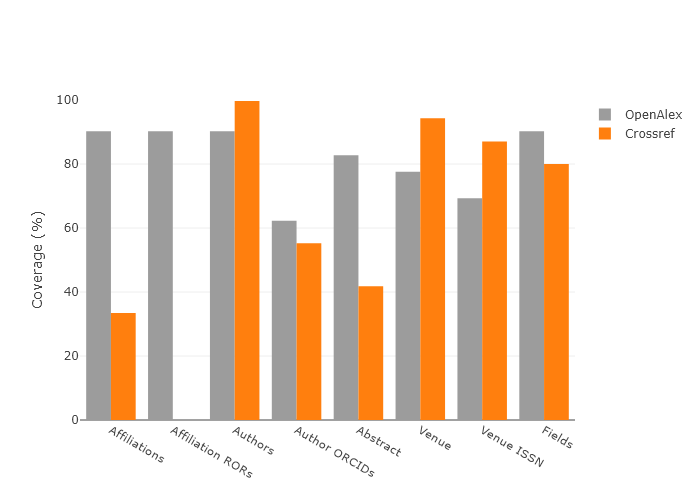 100
80
60
40
20
0
Coverage (%)
Affiliations
Affiliation RORs
Authors
Author ORCIDs
Abstract
Venue
Venue ISSN
Fields
OpenAlex
Crossref